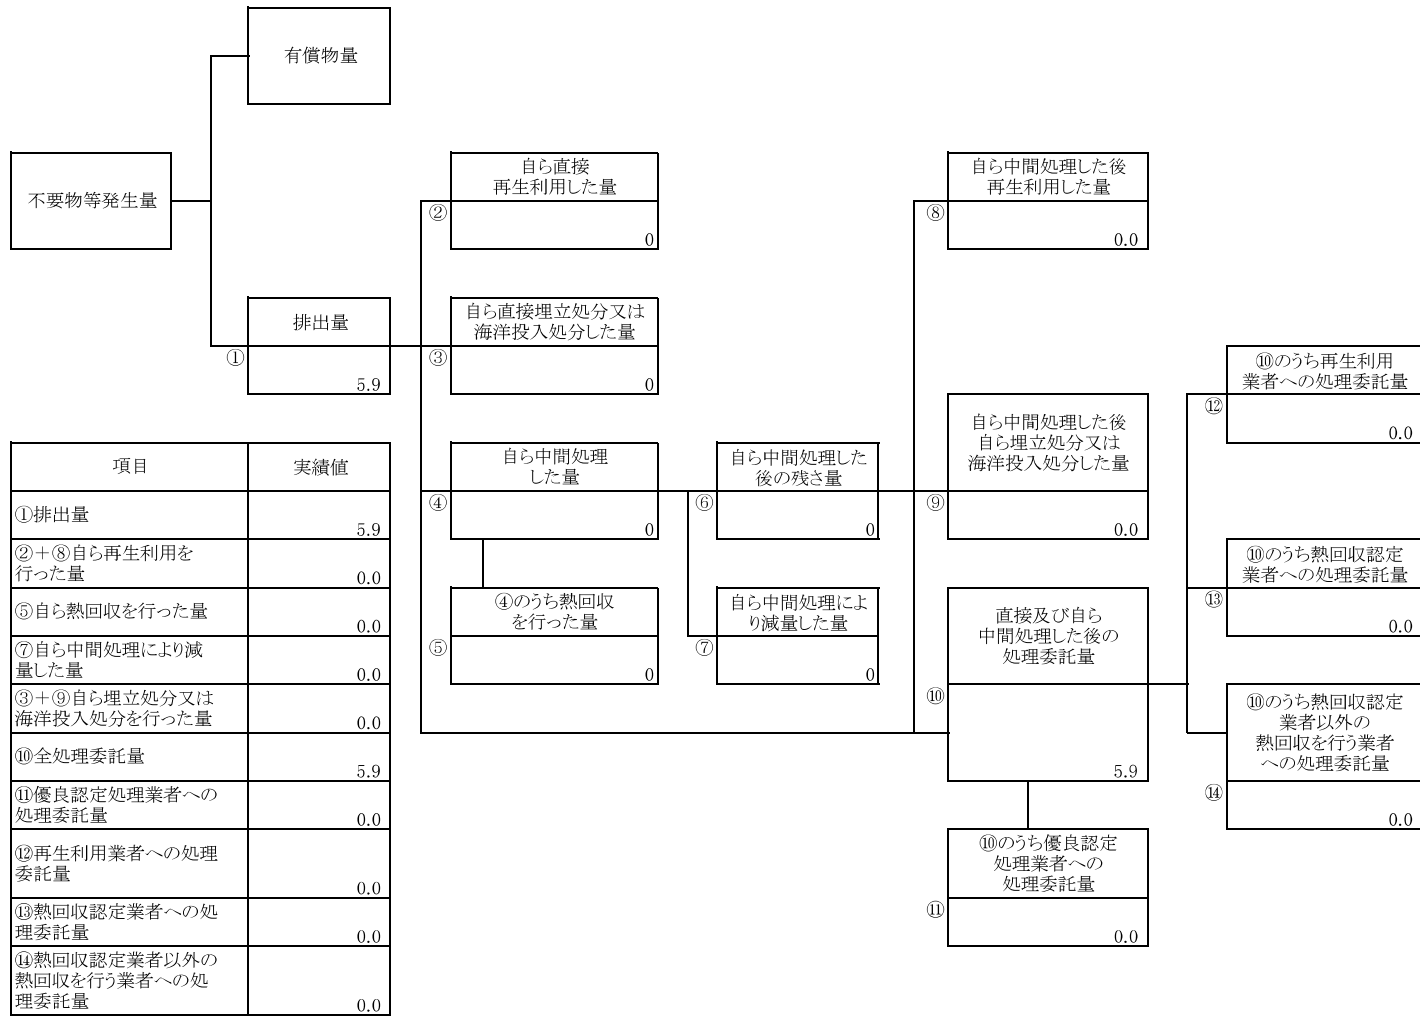 有償物量
不要物等発生量
排出量
①
5.9
自ら直接
再生利用した量
②
0
自ら直接埋立処分又は
海洋投入処分した量
③
0
自ら中間処理
した量
④
0
④のうち熱回収
を行った量
⑤
0
自ら中間処理した
後の残さ量
⑥
0
自ら中間処理によ
り減量した量
⑦
0
自ら中間処理した後
再生利用した量
⑧
0.0
自ら中間処理した後
自ら埋立処分又は
海洋投入処分した量
⑨
0.0
直接及び自ら
中間処理した後の
処理委託量
⑩
5.9
⑩のうち優良認定
処理業者への
処理委託量
⑪
0.0
⑩のうち再生利用
業者への処理委託量
⑫
0.0
⑩のうち熱回収認定
業者への処理委託量
⑬
0.0
⑩のうち熱回収認定
業者以外の
熱回収を行う業者
への処理委託量
⑭
0.0
項目 実績値
①排出量
5.9
②+⑧自ら再生利用を
行った量
0.0
⑤自ら熱回収を行った量
0.0
⑦自ら中間処理により減
量した量
0.0
③+⑨自ら埋立処分又は
海洋投入処分を行った量
0.0
⑩全処理委託量
5.9
⑪優良認定処理業者への
処理委託量
0.0
⑫再生利用業者への処理
委託量
0.0
⑬熱回収認定業者への処
理委託量
0.0
⑭熱回収認定業者以外の
熱回収を行う業者への処
理委託量
0.0